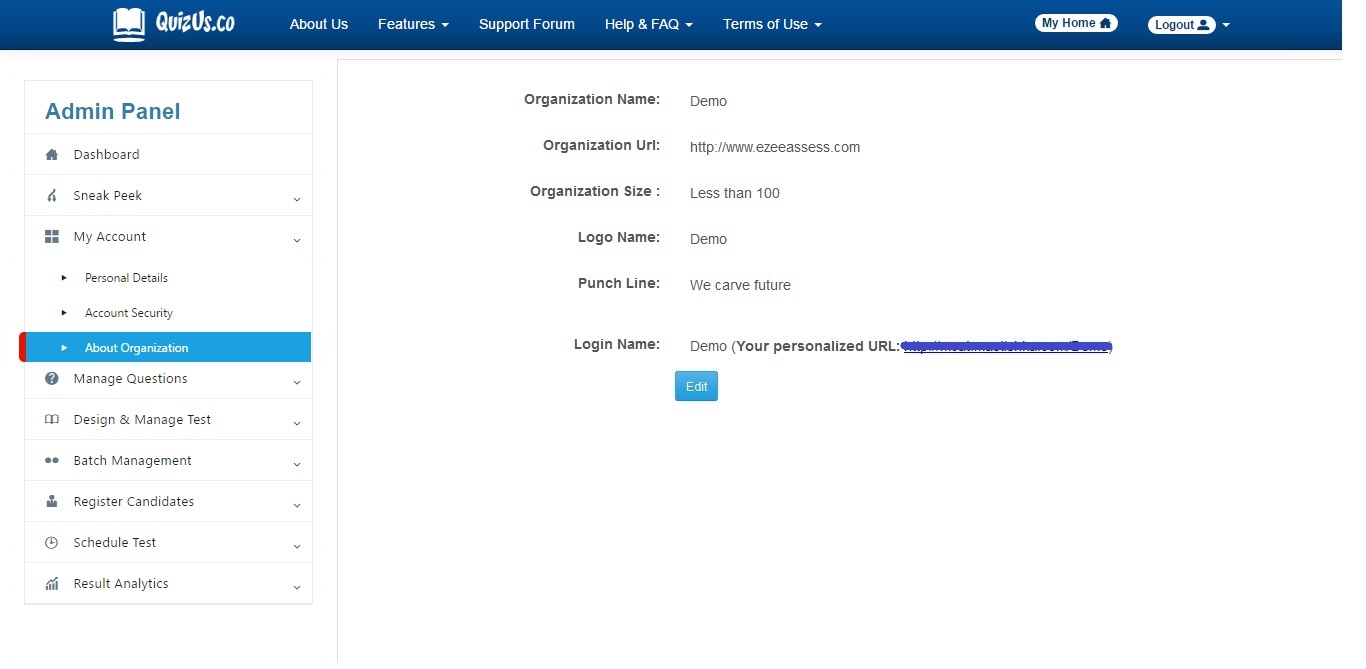 QuizUs.co
About Us Features Support Forum Help & FAQ Terms of Use My Home Logout
Admin Panel
Dashboard
Sneak Peek
My Account
Personal Details
Account Security
About Organization
Manage Questions
Design & Manage Test
Batch Management
Register Candidates
Schedule Test
Result Analytics
Organization Name: Demo
Organization Url: http://www.ezeeassess.com
Organization Size : Less than 100
Logo Name: Demo
Punch Line: We carve future
Login Name: Demo (Your personalized URL:
Edit